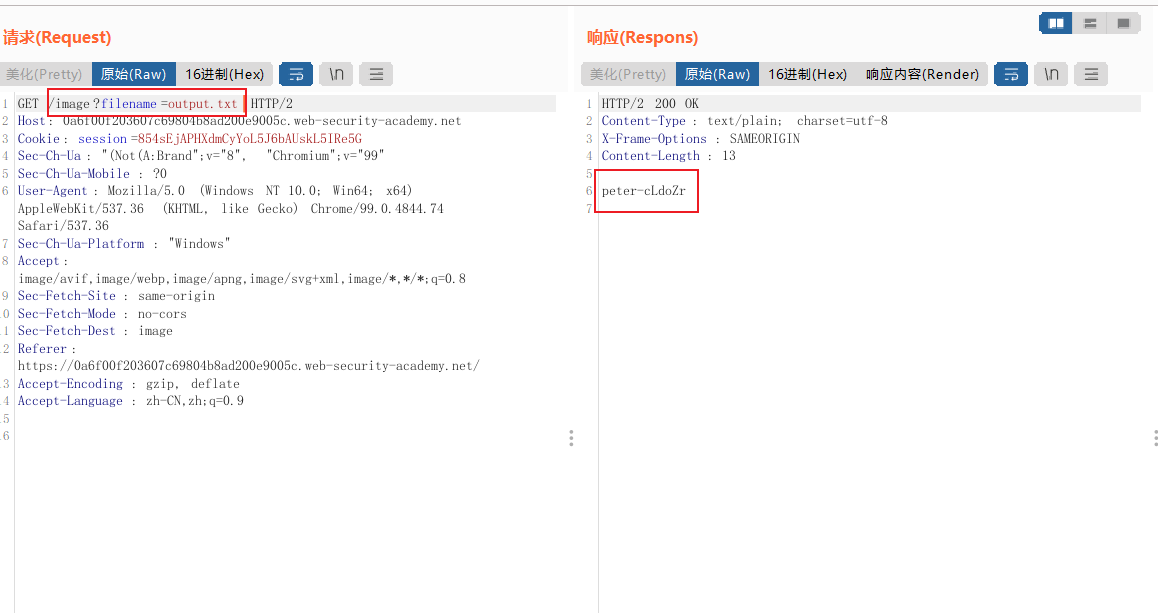 请求(Request)
美化(Pretty) 原始(Raw) 16进制(Hex) \n
1 GET /image?filename=output.txt HTTP/2
2 Host: 0a6f00f203607c69804b8ad200e9005c.web-security-academy.net
3 Cookie: session=854sEjAPHXdmCyYoL5J6bAUskL5IRe5G
4 Sec-Ch-Ua: "(Not(A:Brand";v="8", "Chromium";v="99"
5 Sec-Ch-Ua-Mobile: ?0
6 User-Agent: Mozilla/5.0 (Windows NT 10.0; Win64; x64)
AppleWebKit/537.36 (KHTML, like Gecko) Chrome/99.0.4844.74
Safari/537.36
7 Sec-Ch-Ua-Platform: "Windows"
8 Accept:
image/avif,image/webp,image/apng,image/svg+xml,image/*,*/*;q=0.8
9 Sec-Fetch-Site: same-origin
0 Sec-Fetch-Mode: no-cors
1 Sec-Fetch-Dest: image
2 Referer:
https://0a6f00f203607c69804b8ad200e9005c.web-security-academy.net/
3 Accept-Encoding: gzip, deflate
4 Accept-Language: zh-CN,zh;q=0.9
5
6
响应(Respons)
美化(Pretty) 原始(Raw) 16进制(Hex) 响应内容(Render) \n
1 HTTP/2 200 OK
2 Content-Type: text/plain; charset=utf-8
3 X-Frame-Options: SAMEORIGIN
4 Content-Length: 13
5
6 peter-cLdoZr
7